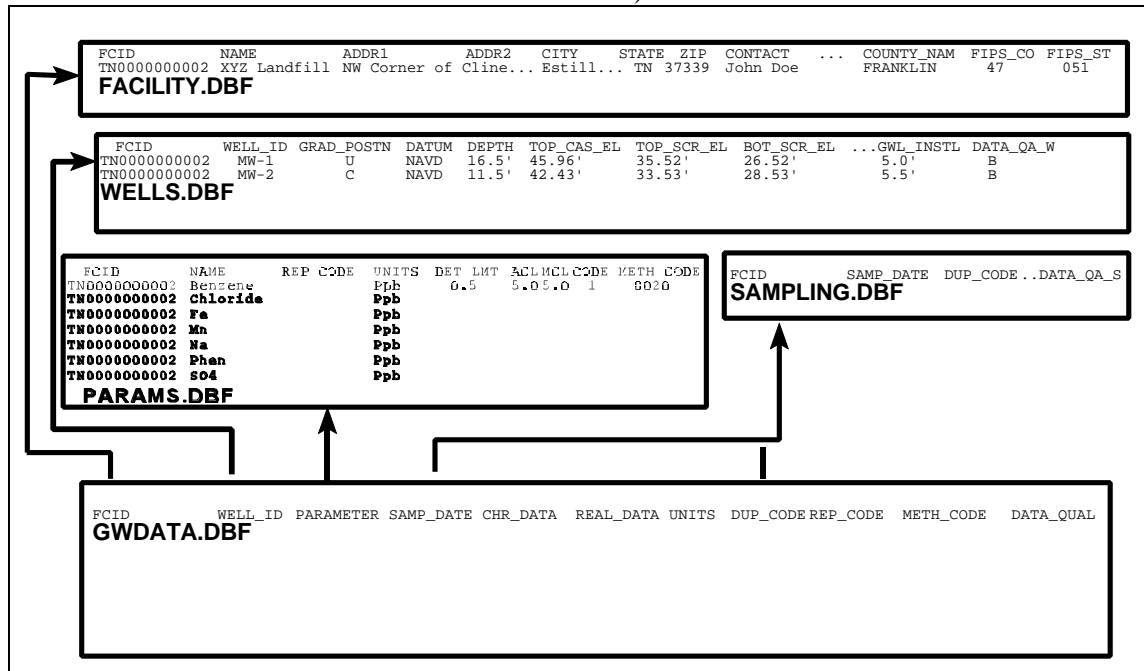 FCID NAME ADDR1 ADDR2 CITY STATE ZIP CONTACT ... COUNTY_NAM FIPS_CO FIPS_ST
TN0000000002 XYZ Landfill NW Corner of Cline... Estill... TN 37339 John Doe FRANKLIN 47 051
FACILITY.DBF
FCID WELL_ID GRAD_POSTN DATUM DEPTH TOP_CAS_EL TOP_SCR_EL BOT_SCR_EL ...GWL_INSTL DATA_QA_W
TN0000000002 MW-1 U NAVD 16.5' 45.96' 35.52' 26.52' 5.0' B
TN0000000002 MW-2 C NAVD 11.5' 42.43' 33.53' 28.53' 5.5' B
WELLS.DBF
FCID NAME REP CODE UNITS DET LMT ACL MCL CODE METH CODE
TN0000000002 Benzene Ppb 0.5 5.0 5.0 1 8020
TN0000000002 Chloride Ppb
TN0000000002 Fe Ppb
TN0000000002 Mn Ppb
TN0000000002 Na Ppb
TN0000000002 Phen Ppb
TN0000000002 SO4 Ppb
PARAMS.DBF
FCID SAMP_DATE DUP_CODE..DATA_QA_S
SAMPLING.DBF
FCID WELL_ID PARAMETER SAMP_DATE CHR_DATA REAL_DATA UNITS DUP_CODE REP_CODE METH_CODE DATA_QUAL
GWDATA.DBF